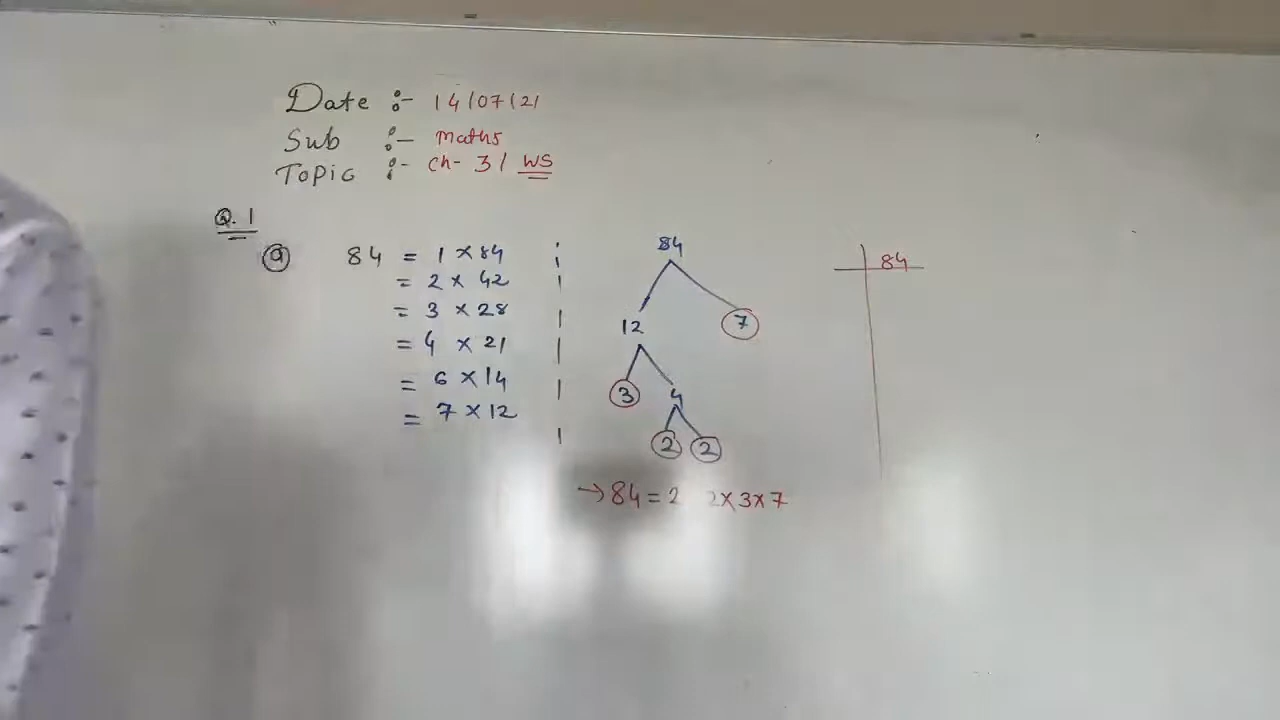 Date :- 14/07/21
Sub :- Maths
Topic :- Ch- 3/ WS
Q. 1
a 84 = 1 × 84
= 2 × 42
= 3 × 28
= 4 × 21
= 6 × 14
= 7 × 12
84
12 7
3 4
2 2
→ 84 = 2 2 × 3 × 7
84